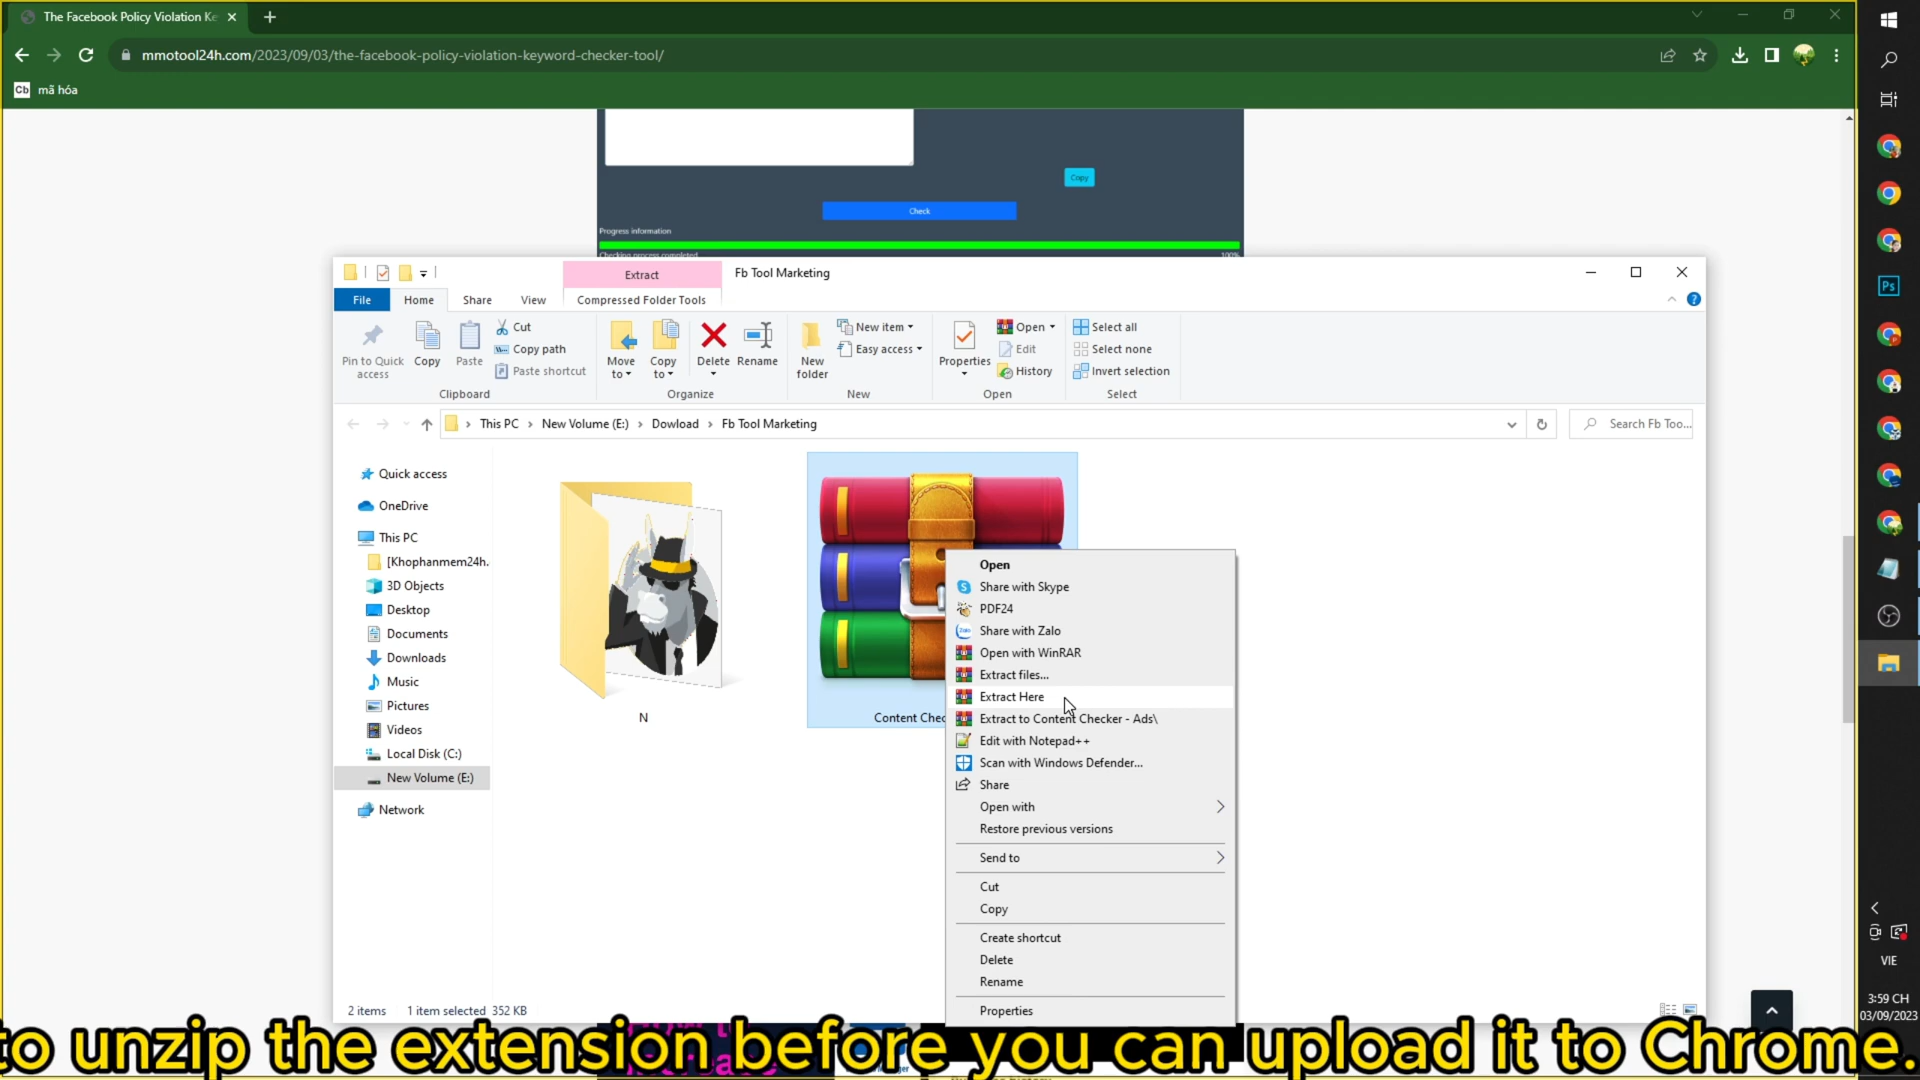 The Facebook Policy Violation Ke
mmotool24h.com/2023/09/03/the-facebook-policy-violation-keyword-checker-tool/
Cb mã hóa
Copy
Check
Progress information
Checking process completed 100%
Extract
Fb Tool Marketing
File
Home
Share
View
Compressed Folder Tools
Pin to Quick access
Copy
Paste
Cut
Copy path
Paste shortcut
Clipboard
Move to
Copy to
Delete
Rename
Organize
New folder
New item
Easy access
New
Properties
Open
Edit
History
Open
Select all
Select none
Invert selection
Select
This PC
New Volume (E:)
Dowload
Fb Tool Marketing
Search Fb Too...
Quick access
OneDrive
This PC
[Khophanmem24h.
3D Objects
Desktop
Documents
Downloads
Music
Pictures
Videos
Local Disk (C:)
New Volume (E:)
Network
N
Content Chec
Open
Share with Skype
PDF24
Share with Zalo
Open with WinRAR
Extract files...
Extract Here
Extract to Content Checker - Ads\
Edit with Notepad++
Scan with Windows Defender...
Share
Open with
Restore previous versions
Send to
Cut
Copy
Create shortcut
Delete
Rename
Properties
2 items
1 item selected 352 KB
Ps
VIE
3:59 CH
03/09/2023
to unzip the extension before you can upload it to Chrome.